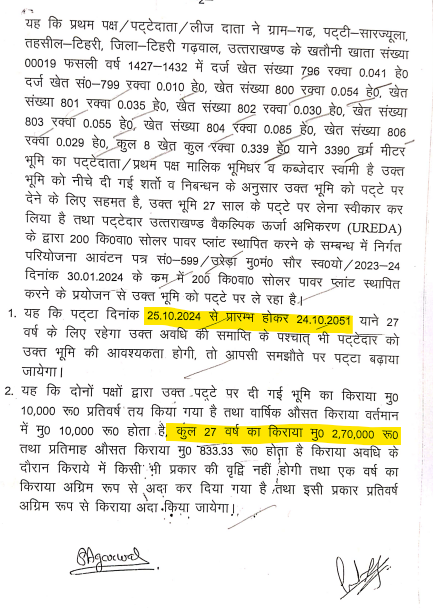 2
यह कि प्रथम पक्ष/पट्टेदाता/लीज दाता ने ग्राम-गढ, पट्टी-सारज्यूला,
तहसील-टिहरी, जिला-टिहरी गढ़वाल, उत्तराखण्ड के खतौनी खाता संख्या
00019 फसली वर्ष 1427-1432 में दर्ज खेत संख्या 796 रक्वा 0.041 हे0
दर्ज खेत सं0-799 रक्वा 0.010 हे0, खेत संख्या 800 रक्वा 0.054 हे0, खेत
संख्या 801 रक्वा 0.035 हे0, खेत संख्या 802 रक्वा 0.030 हे0, खेत संख्या
803 रक्वा 0.055 हे0, खेत संख्या 804 रक्वा 0.085 हे0, खेत संख्या 806
रक्वा 0.029 हे0, कुल 8 खेत कुल रक्वा 0.339 हे0 याने 3390 वर्ग मीटर
भूमि का पट्टेदाता/प्रथम पक्ष मालिक भूमिधर व कब्जेदार स्वामी है उक्त
भूमि को नीचे दी गई शर्तो व निबन्धन के अनुसार उक्त भूमि को पट्टे पर
देने के लिए सहमत है, उक्त भूमि 27 साल के पट्टे पर लेना स्वीकार कर
लिया है तथा पट्टेदार उत्तराखण्ड वैकल्पिक ऊर्जा अभिकरण (UREDA)
के द्वारा 200 कि0वा0 सोलर पावर प्लांट स्थापित करने के सम्बन्ध में निर्गत
परियोजना आवंटन पत्र सं0-599/उरेडा मु0मं0 सौर स्व0यो/2023-24
दिनांक 30.01.2024 के क्रम में 200 कि0वा0 सोलर पावर प्लांट स्थापित
करने के प्रयोजन से उक्त भूमि को पट्टे पर ले रहा है।
1. यह कि पट्टा दिनांक 25.10.2024 से प्रारम्भ होकर 24.10.2051 याने 27
वर्ष के लिए रहेगा उक्त अवधि की समाप्ति के पश्चात् भी पट्टेदार को
उक्त भूमि की आवश्यकता होगी, तो आपसी समझौते पर पट्टा बढ़ाया
जायेगा।
2. यह कि दोनों पक्षों द्वारा उक्त पट्टे पर दी गई भूमि का किराया मु0
10,000 रू0 प्रतिवर्ष तय किया गया है तथा वार्षिक औसत किराया वर्तमान
में मु0 10,000 रू0 होता है, कुल 27 वर्ष का किराया मु0 2,70,000 रू0
तथा प्रतिमाह औसत किराया मु0 833.33 रू0 होता है किराया अवधि के
दौरान किराये में किसी भी प्रकार की वृद्वि नहीं होगी तथा एक वर्ष का
किराया अग्रिम रूप से अदा कर दिया गया है तथा इसी प्रकार प्रतिवर्ष
अग्रिम रूप से किराया अदा किया जायेगा।
Agarwal